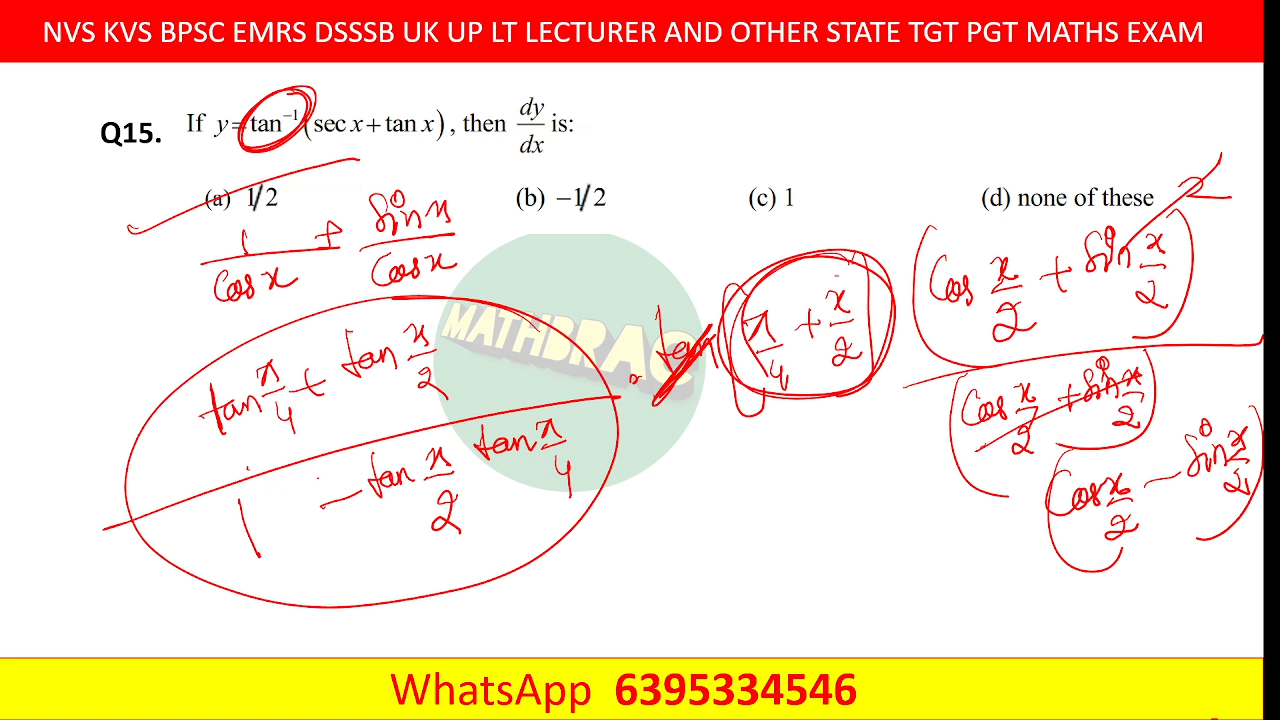 NVS KVS BPSC EMRS DSSSB UK UP LT LECTURER AND OTHER STATE TGT PGT MATHS EXAM
Q15. If y=tan⁻¹(sec x+tan x), then dy/dx is:
(a) 1/2 (b) −1/2 (c) 1 (d) none of these
1/Cos x + Sin x/Cos x
(Cos x/2 + Sin x/2)²
(Cos x/2 + Sin x/2)
(Cos x/2 − Sin x/2)
tan π/4 + tan x/2
1 − tan x/2 tan π/4
tan (π/4 + x/2)
MATHBRAC
WhatsApp 6395334546